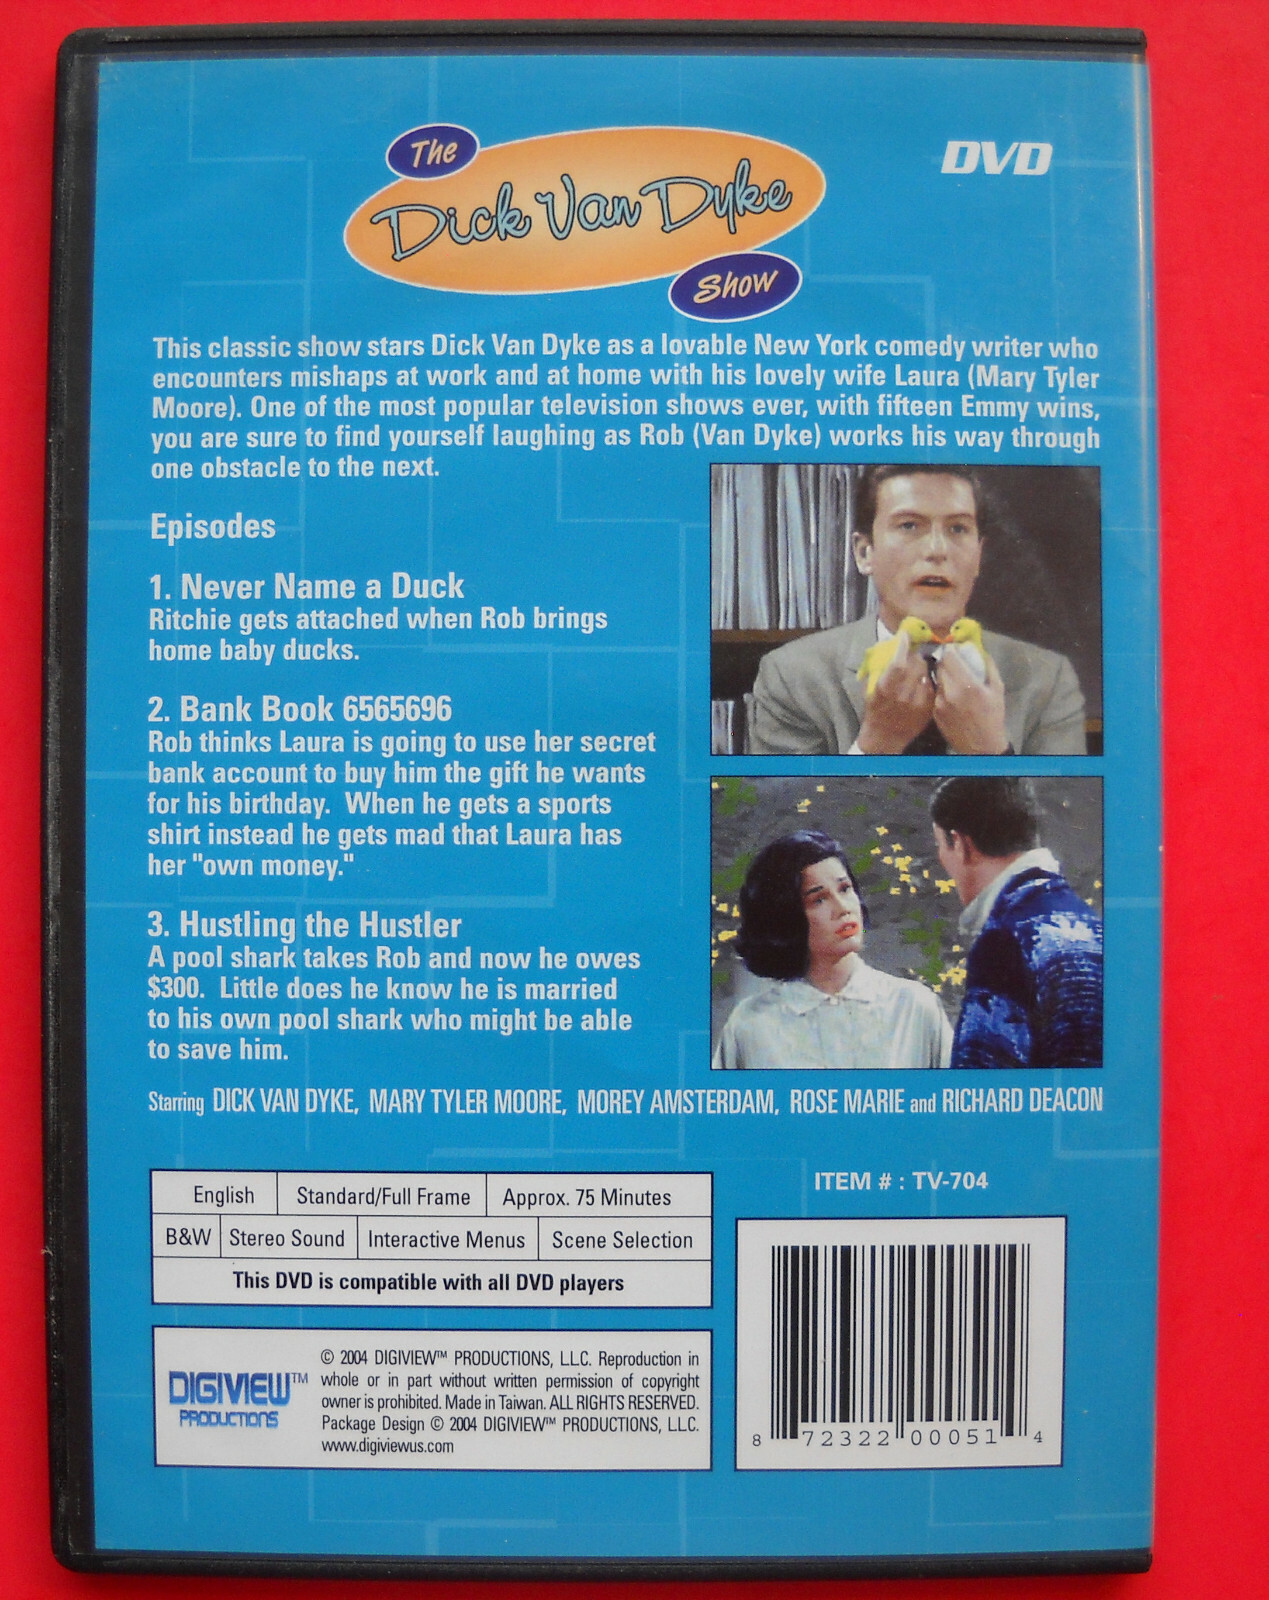 The
Dick Van Dyke
Show
DVD
This classic show stars Dick Van Dyke as a lovable New York comedy writer who
encounters mishaps at work and at home with his lovely wife Laura (Mary Tyler
Moore). One of the most popular television shows ever, with fifteen Emmy wins,
you are sure to find yourself laughing as Rob (Van Dyke) works his way through
one obstacle to the next.
Episodes
1. Never Name a Duck
Ritchie gets attached when Rob brings
home baby ducks.
2. Bank Book 6565696
Rob thinks Laura is going to use her secret
bank account to buy him the gift he wants
for his birthday. When he gets a sports
shirt instead he gets mad that Laura has
her "own money."
3. Hustling the Hustler
A pool shark takes Rob and now he owes
$300. Little does he know he is married
to his own pool shark who might be able
to save him.
Starring DICK VAN DYKE, MARY TYLER MOORE, MOREY AMSTERDAM, ROSE MARIE and RICHARD DEACON
English Standard/Full Frame Approx. 75 Minutes
B&W Stereo Sound Interactive Menus Scene Selection
This DVD is compatible with all DVD players
DIGIVIEW™
PRODUCTIONS
© 2004 DIGIVIEW™ PRODUCTIONS, L.L.C. Reproduction in
whole or in part without written permission of copyright
owner is prohibited. Made in Taiwan. ALL RIGHTS RESERVED.
Package Design © 2004 DIGIVIEW™ PRODUCTIONS, LLC.
www.digiviewus.com
ITEM # : TV-704
8 72322 00051 4